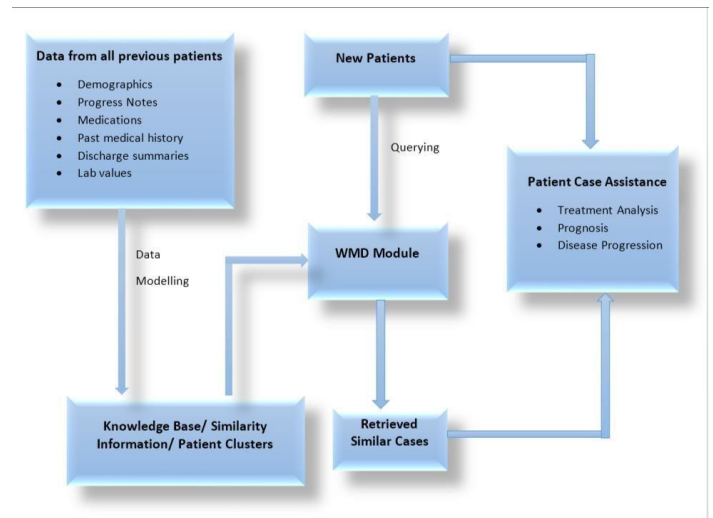 Data from all previous patients
• Demographics
• Progress Notes
• Medications
• Past medical history
• Discharge summaries
• Lab values
New Patients
Querying
Patient Case Assistance
• Treatment Analysis
• Prognosis
• Disease Progression
WMD Module
Data
Modelling
Knowledge Base/ Similarity
Information/ Patient Clusters
Retrieved
Similar Cases